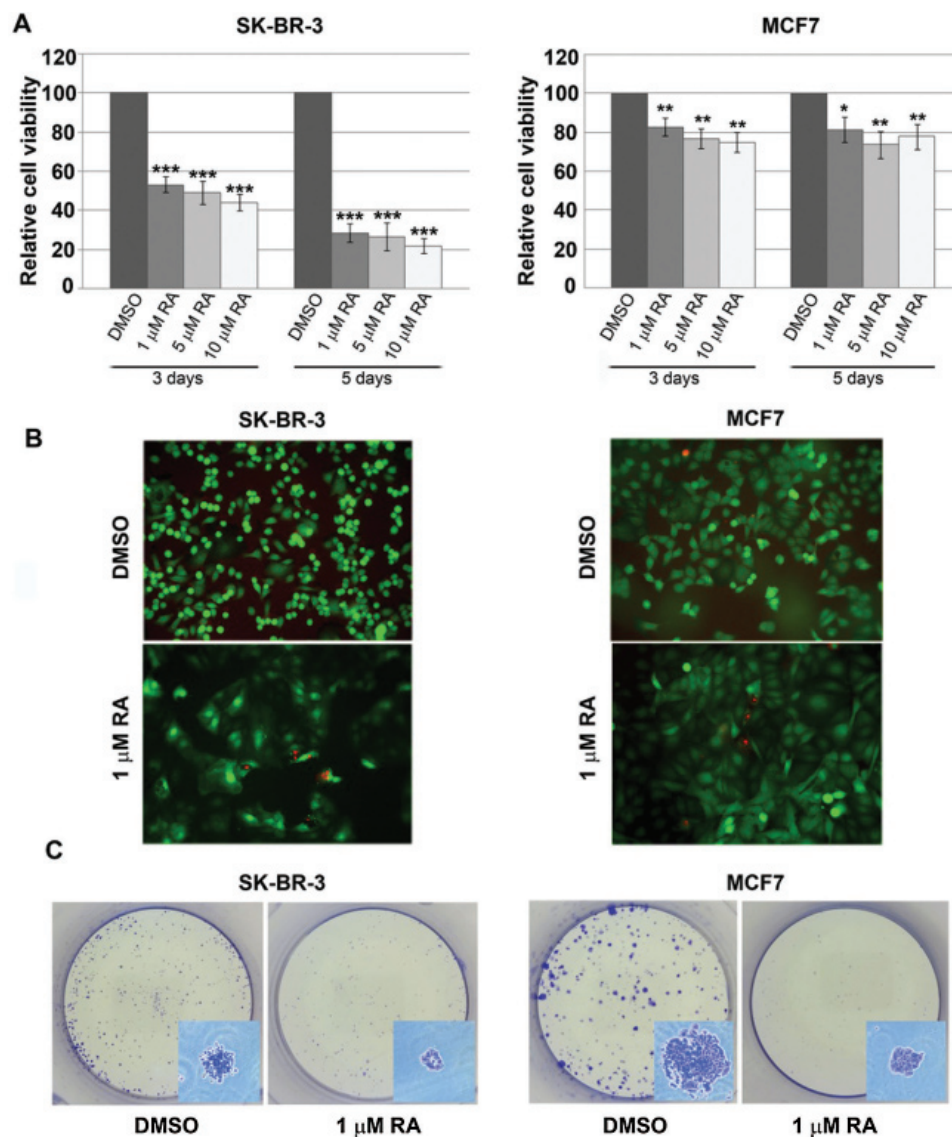 A
SK-BR-3
MCF7
Relative cell viability
120
100
80
60
40
20
0
***
***
***
***
***
***
DMSO
1 μM RA
5 μM RA
10 μM RA
DMSO
1 μM RA
5 μM RA
10 μM RA
3 days
5 days
Relative cell viability
120
100
80
60
40
20
0
**
**
**
*
**
**
DMSO
1 μM RA
5 μM RA
10 μM RA
DMSO
1 μM RA
5 μM RA
10 μM RA
3 days
5 days
B
SK-BR-3
MCF7
DMSO
DMSO
1 μM RA
1 μM RA
C
SK-BR-3
MCF7
DMSO
1 μM RA
DMSO
1 μM RA